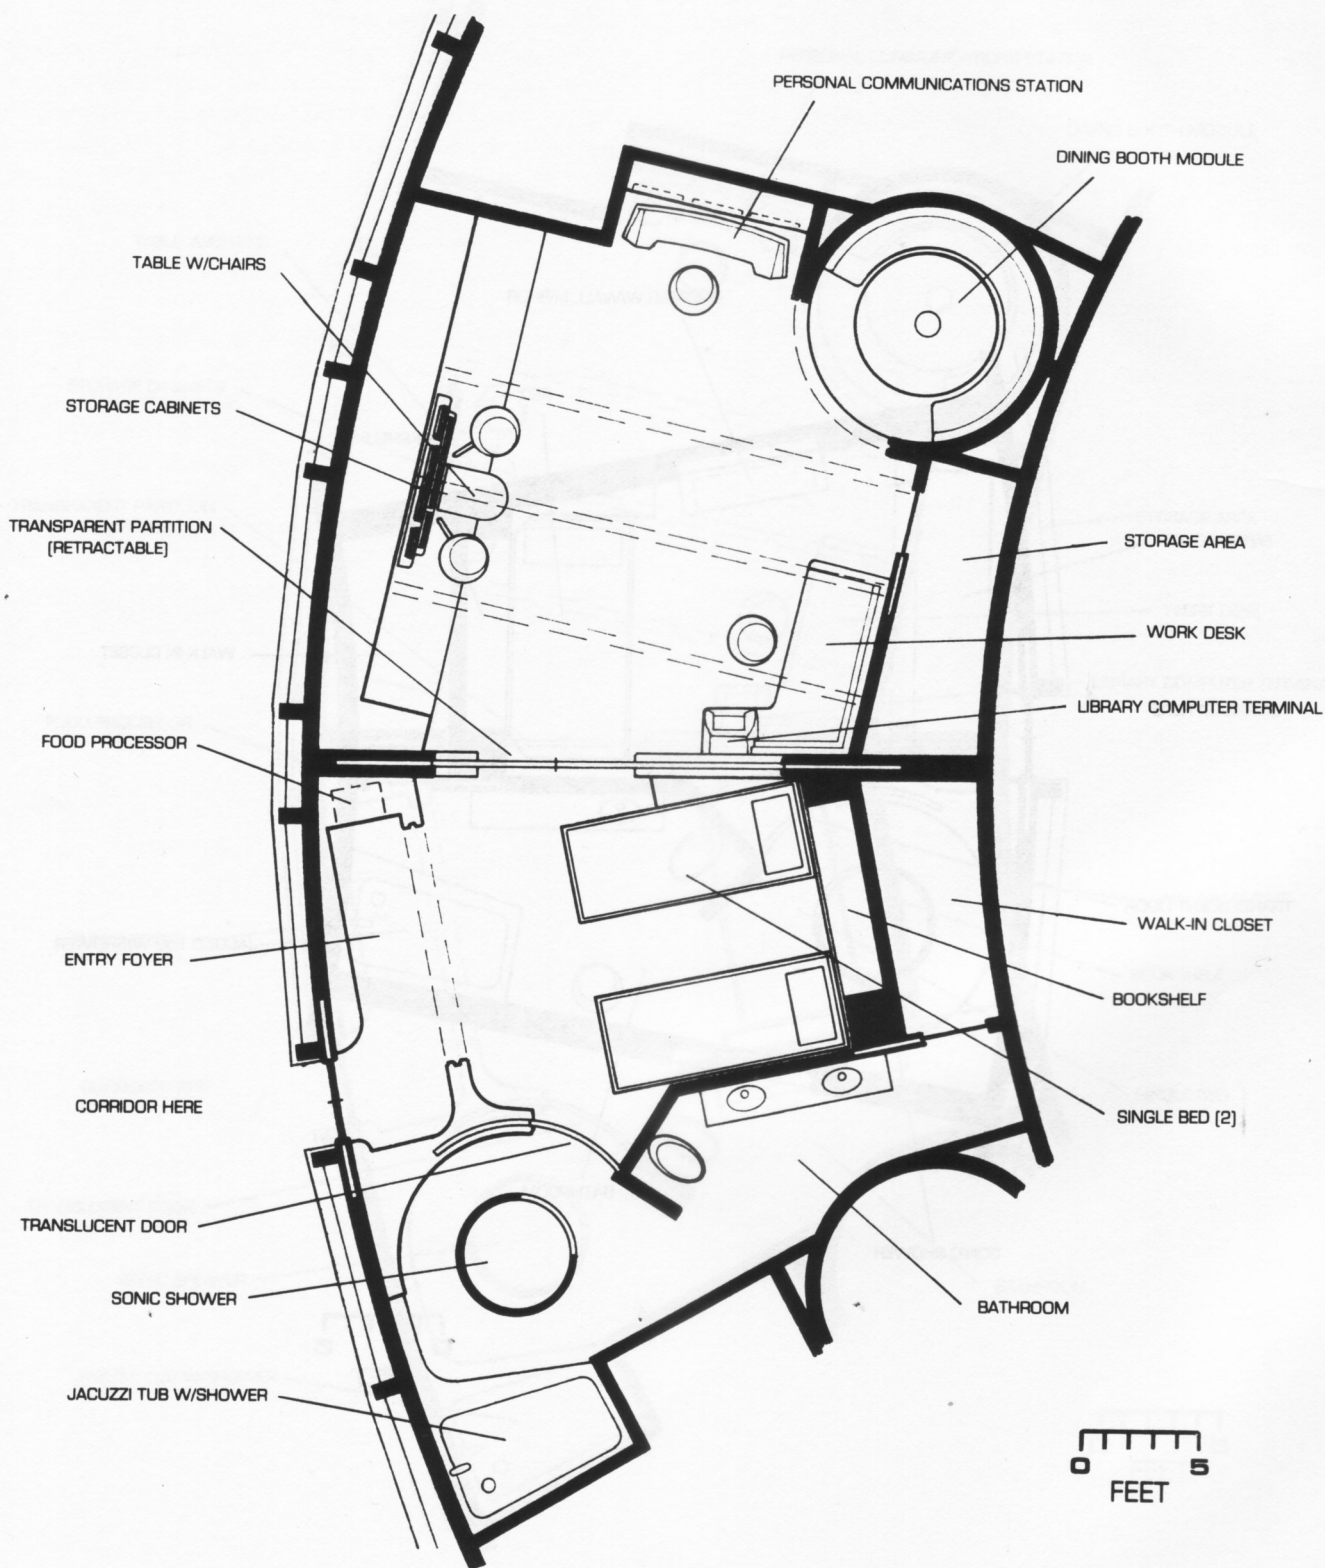 PERSONAL COMMUNICATIONS STATION
DINING BOOTH MODULE
TABLE W/CHAIRS
STORAGE CABINETS
TRANSPARENT PARTITION
(RETRACTABLE)
STORAGE AREA
WORK DESK
LIBRARY COMPUTER TERMINAL
FOOD PROCESSOR
WALK-IN CLOSET
ENTRY FOYER
BOOKSHELF
CORRIDOR HERE
SINGLE BED (2)
TRANSLUCENT DOOR
SONIC SHOWER
BATHROOM
JACUZZI TUB W/SHOWER
0 5
FEET